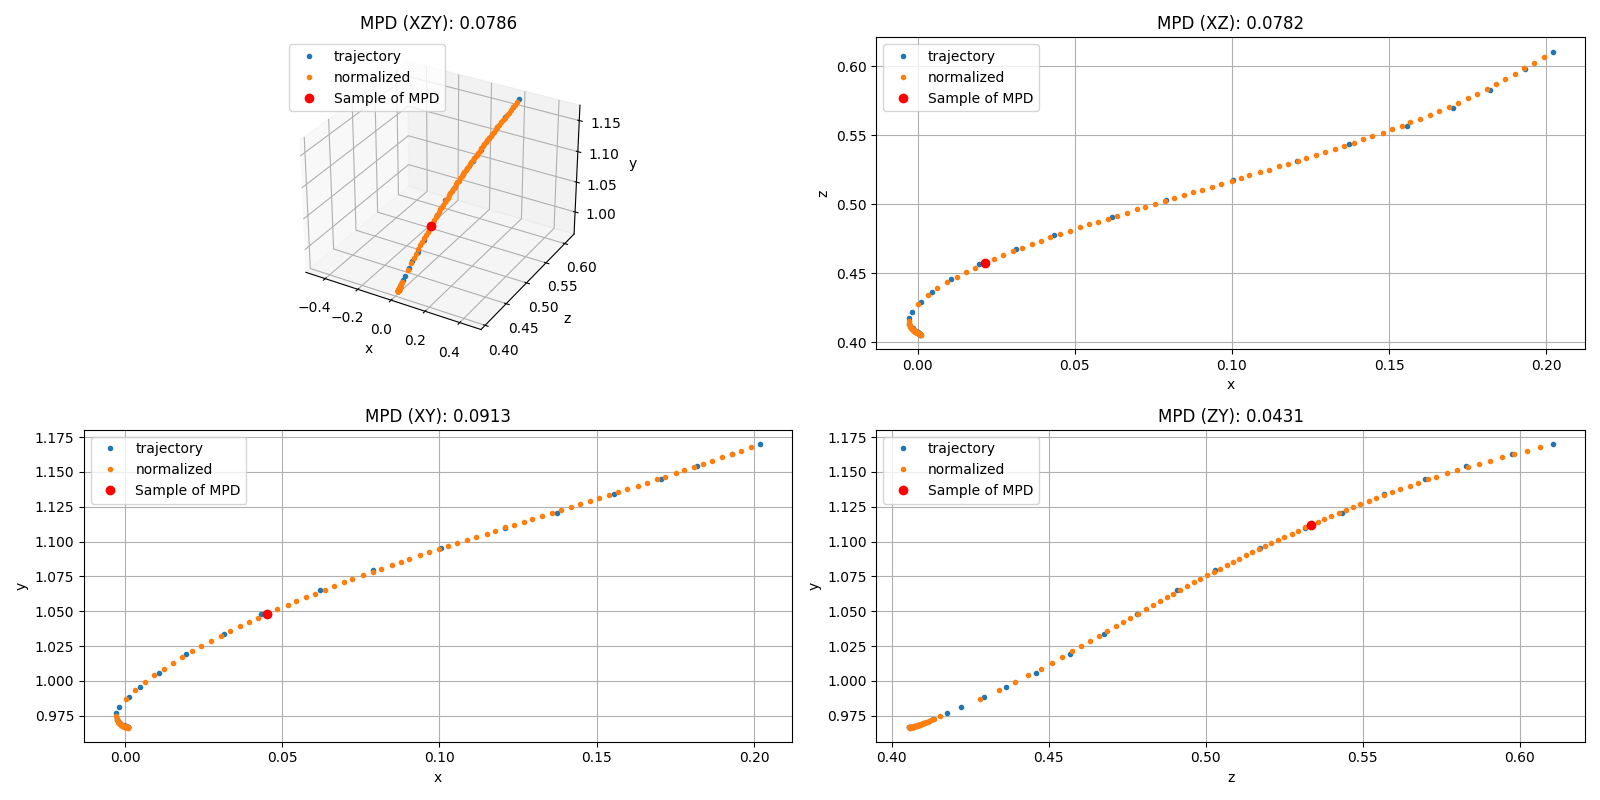 MPD (XZY): 0.0786
trajectory
normalized
Sample of MPD
1.15
1.10
1.05
1.00
y
−0.4
−0.2
0.0
0.2
0.4
x
0.40
0.45
0.50
0.55
0.60
z
MPD (XZ): 0.0782
trajectory
normalized
Sample of MPD
0.60
0.55
0.50
0.45
0.40
z
0.00 0.05 0.10 0.15 0.20
x
MPD (XY): 0.0913
trajectory
normalized
Sample of MPD
1.175
1.150
1.125
1.100
1.075
1.050
1.025
1.000
0.975
y
0.00 0.05 0.10 0.15 0.20
x
MPD (ZY): 0.0431
trajectory
normalized
Sample of MPD
1.175
1.150
1.125
1.100
1.075
1.050
1.025
1.000
0.975
y
0.40 0.45 0.50 0.55 0.60
z